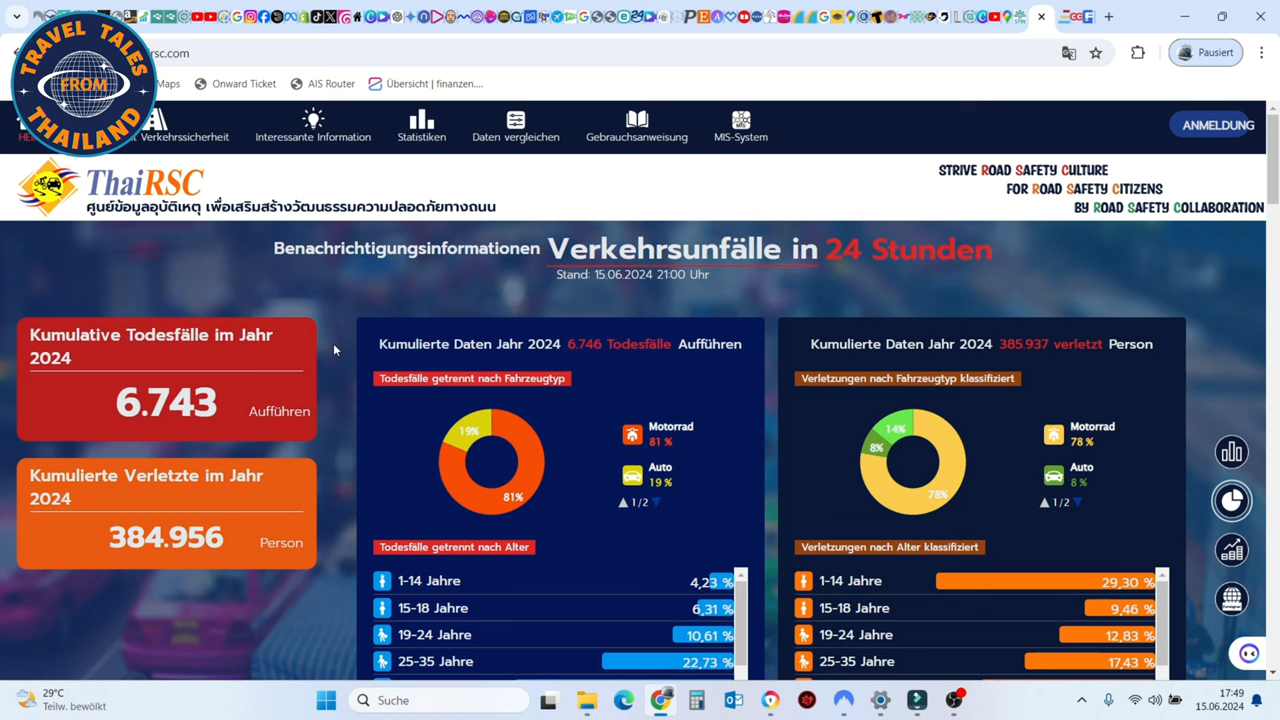 TRAVEL TALES
FROM
THAILAND
rsc.com
Pausiert
Maps
Onward Ticket
AIS Router
Übersicht | finanzen....
Verkehrssicherheit
Interessante Information
Statistiken
Daten vergleichen
Gebrauchsanweisung
MIS-System
ANMELDUNG
ThaiRSC
ศูนย์ข้อมูลอุบัติเหตุ เพื่อเสริมสร้างวัฒนธรรมความปลอดภัยทางถนน
STRIVE ROAD SAFETY CULTURE
FOR ROAD SAFETY CITIZENS
BY ROAD SAFETY COLLABORATION
Benachrichtigungsinformationen Verkehrsunfälle in 24 Stunden
Stand: 15.06.2024 21:00 Uhr
Kumulative Todesfälle im Jahr
2024
6.743 Aufführen
Kumulierte Verletzte im Jahr
2024
384.956 Person
Kumulierte Daten Jahr 2024 6.746 Todesfälle Aufführen
Todesfälle getrennt nach Fahrzeugtyp
19%
81%
Motorrad
81 %
Auto
19 %
1/2
Todesfälle getrennt nach Alter
1-14 Jahre 4,23 %
15-18 Jahre 6,31 %
19-24 Jahre 10,61 %
25-35 Jahre 22,73 %
Kumulierte Daten Jahr 2024 385.937 verletzt Person
Verletzungen nach Fahrzeugtyp klassifiziert
14%
8%
78%
Motorrad
78 %
Auto
8 %
1/2
Verletzungen nach Alter klassifiziert
1-14 Jahre 29,30 %
15-18 Jahre 9,46 %
19-24 Jahre 12,83 %
25-35 Jahre 17,43 %
29°C
Teilw. bewölkt
Suche
17:49
15.06.2024